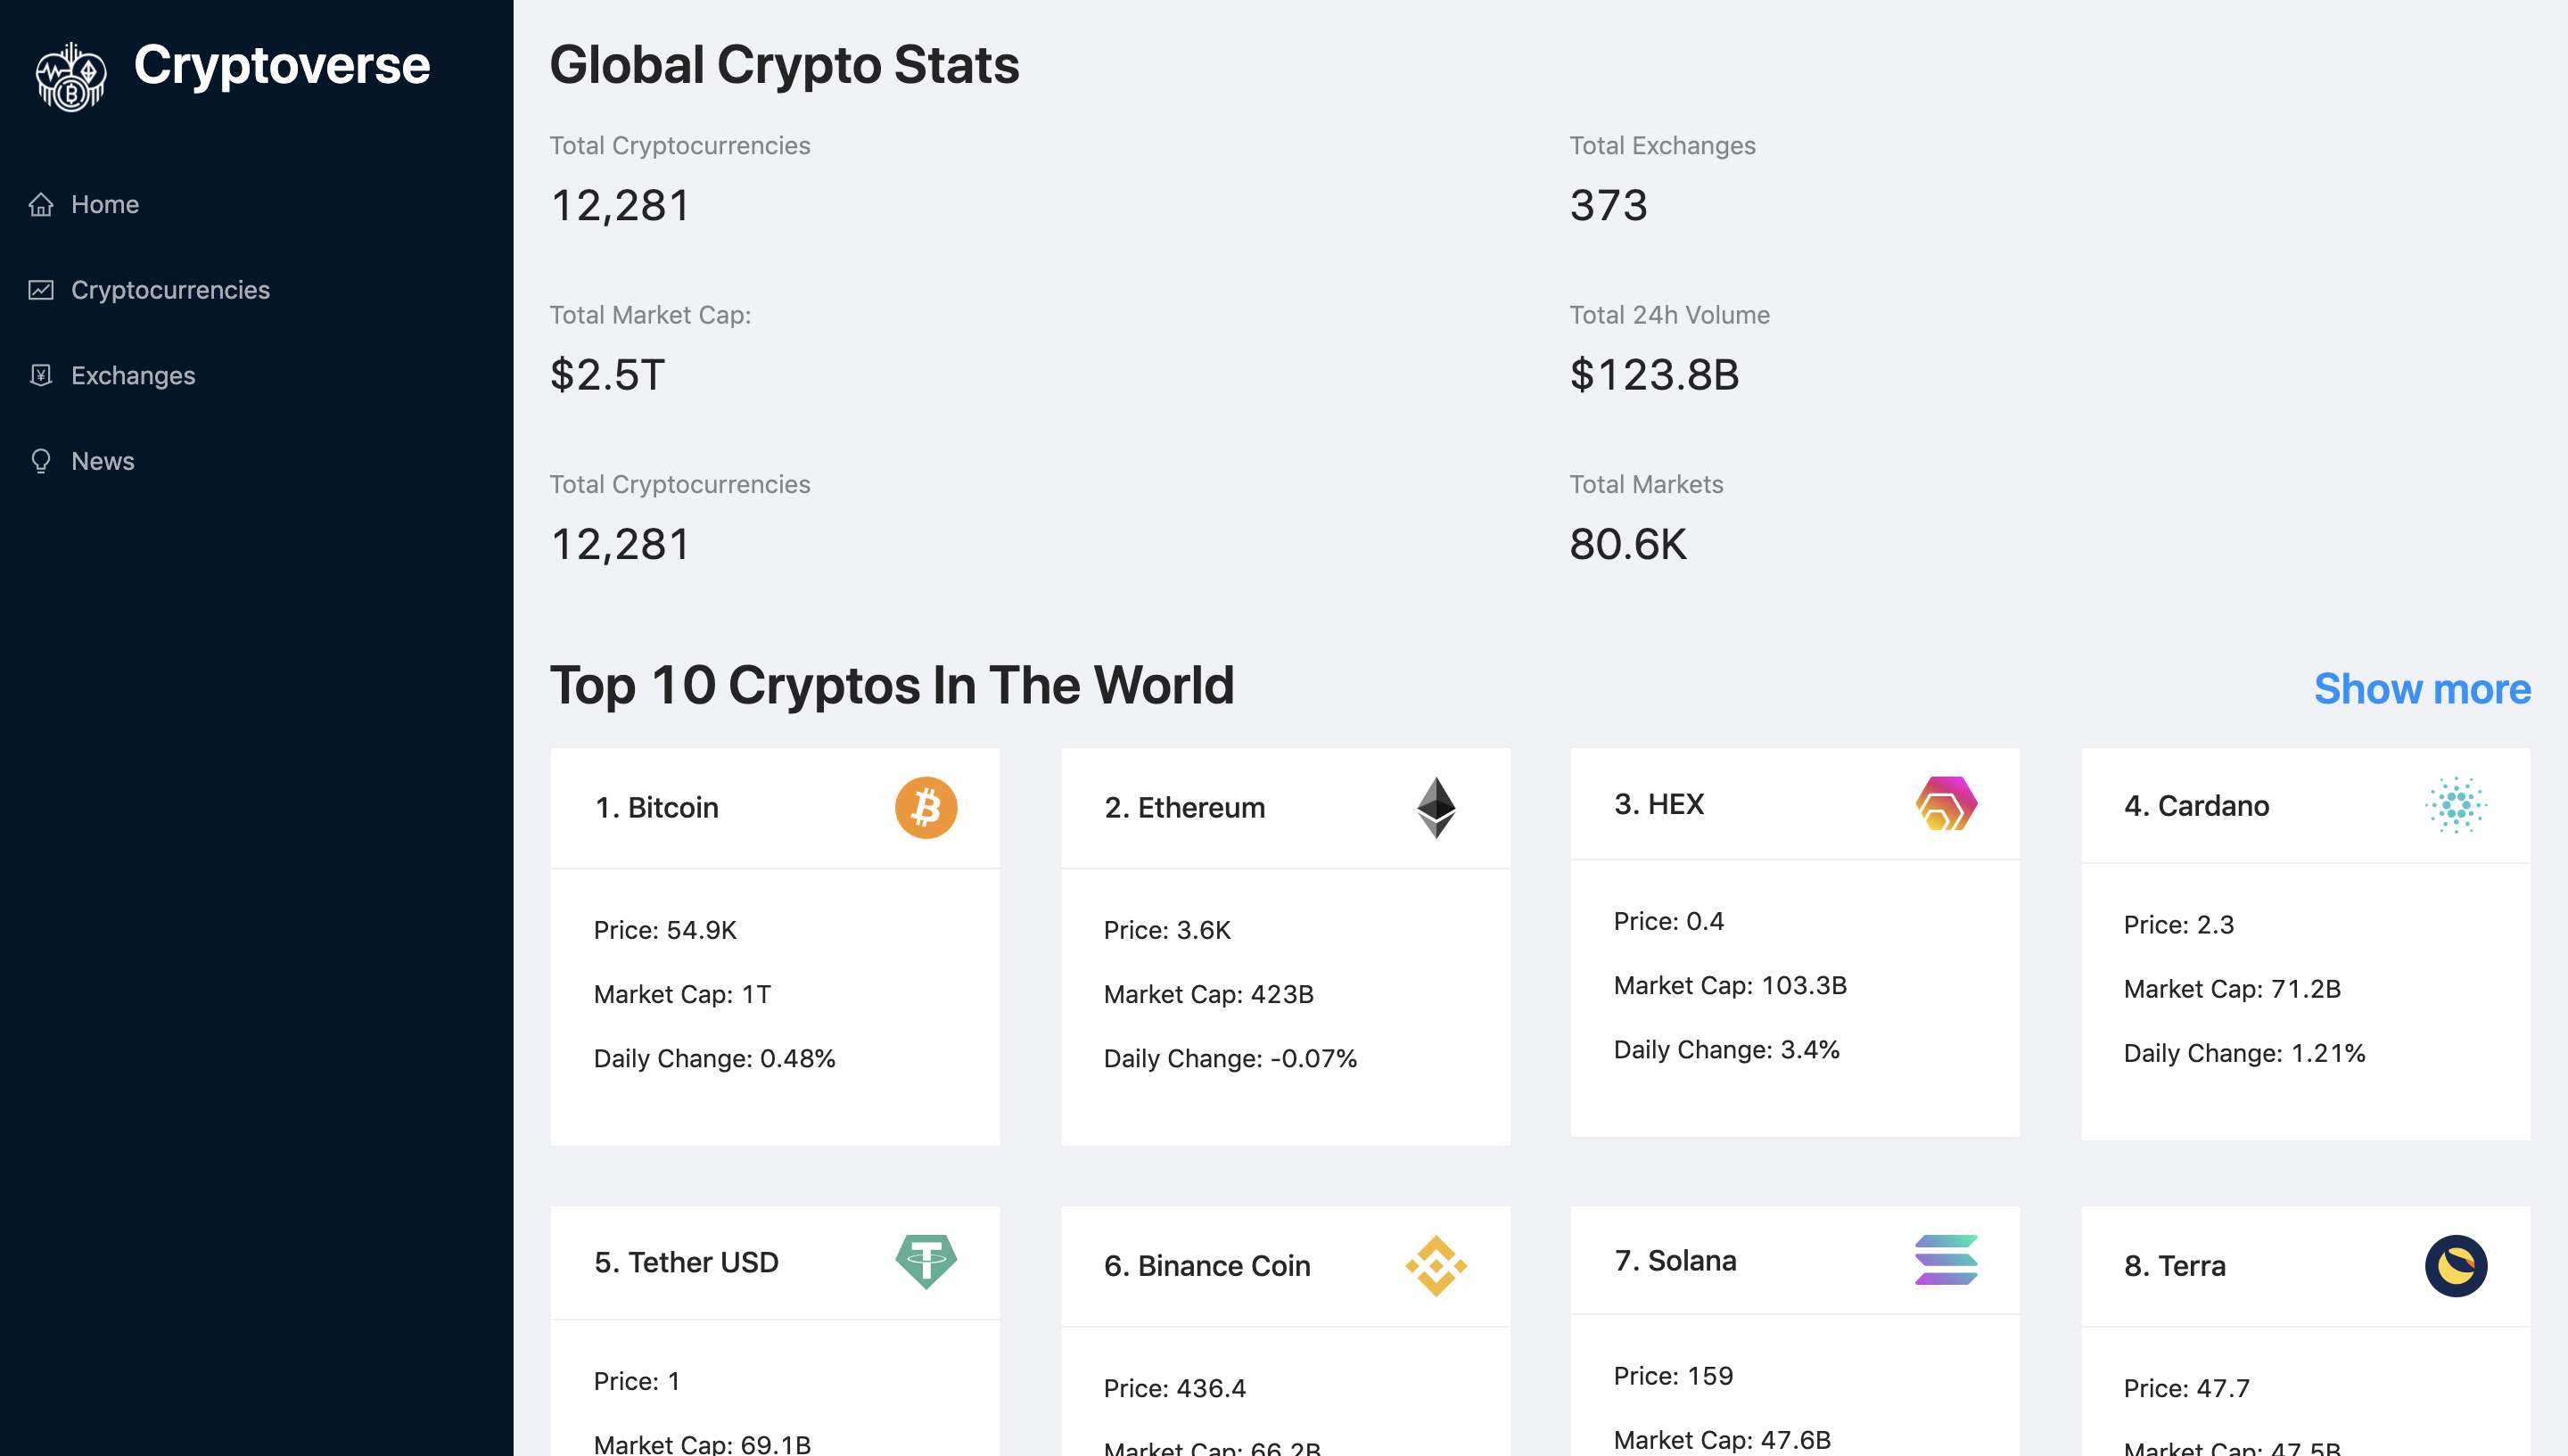 Cryptoverse
Home
Cryptocurrencies
Exchanges
News
Global Crypto Stats
Total Cryptocurrencies
12,281
Total Exchanges
373
Total Market Cap:
$2.5T
Total 24h Volume
$123.8B
Total Cryptocurrencies
12,281
Total Markets
80.6K
Top 10 Cryptos In The World
Show more
1. Bitcoin
Price: 54.9K
Market Cap: 1T
Daily Change: 0.48%
2. Ethereum
Price: 3.6K
Market Cap: 423B
Daily Change: -0.07%
3. HEX
Price: 0.4
Market Cap: 103.3B
Daily Change: 3.4%
4. Cardano
Price: 2.3
Market Cap: 71.2B
Daily Change: 1.21%
5. Tether USD
Price: 1
Market Cap: 69.1B
6. Binance Coin
Price: 436.4
Market Cap: 66.2B
7. Solana
Price: 159
Market Cap: 47.6B
8. Terra
Price: 47.7
Market Cap: 47.5B